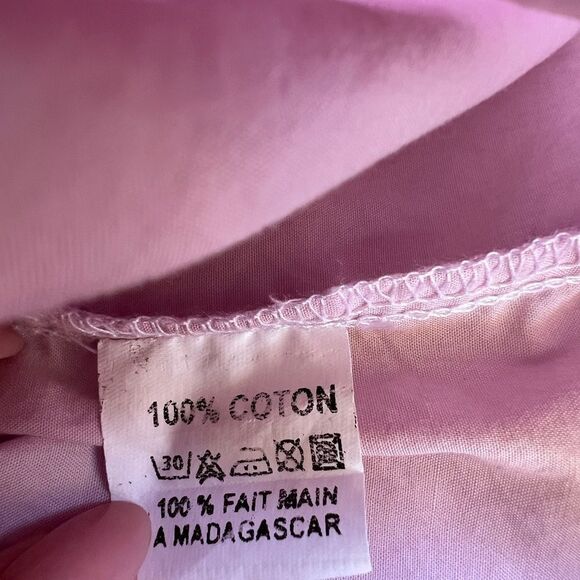 100% COTON
30
100 % FAIT MAIN
A MADAGASCAR